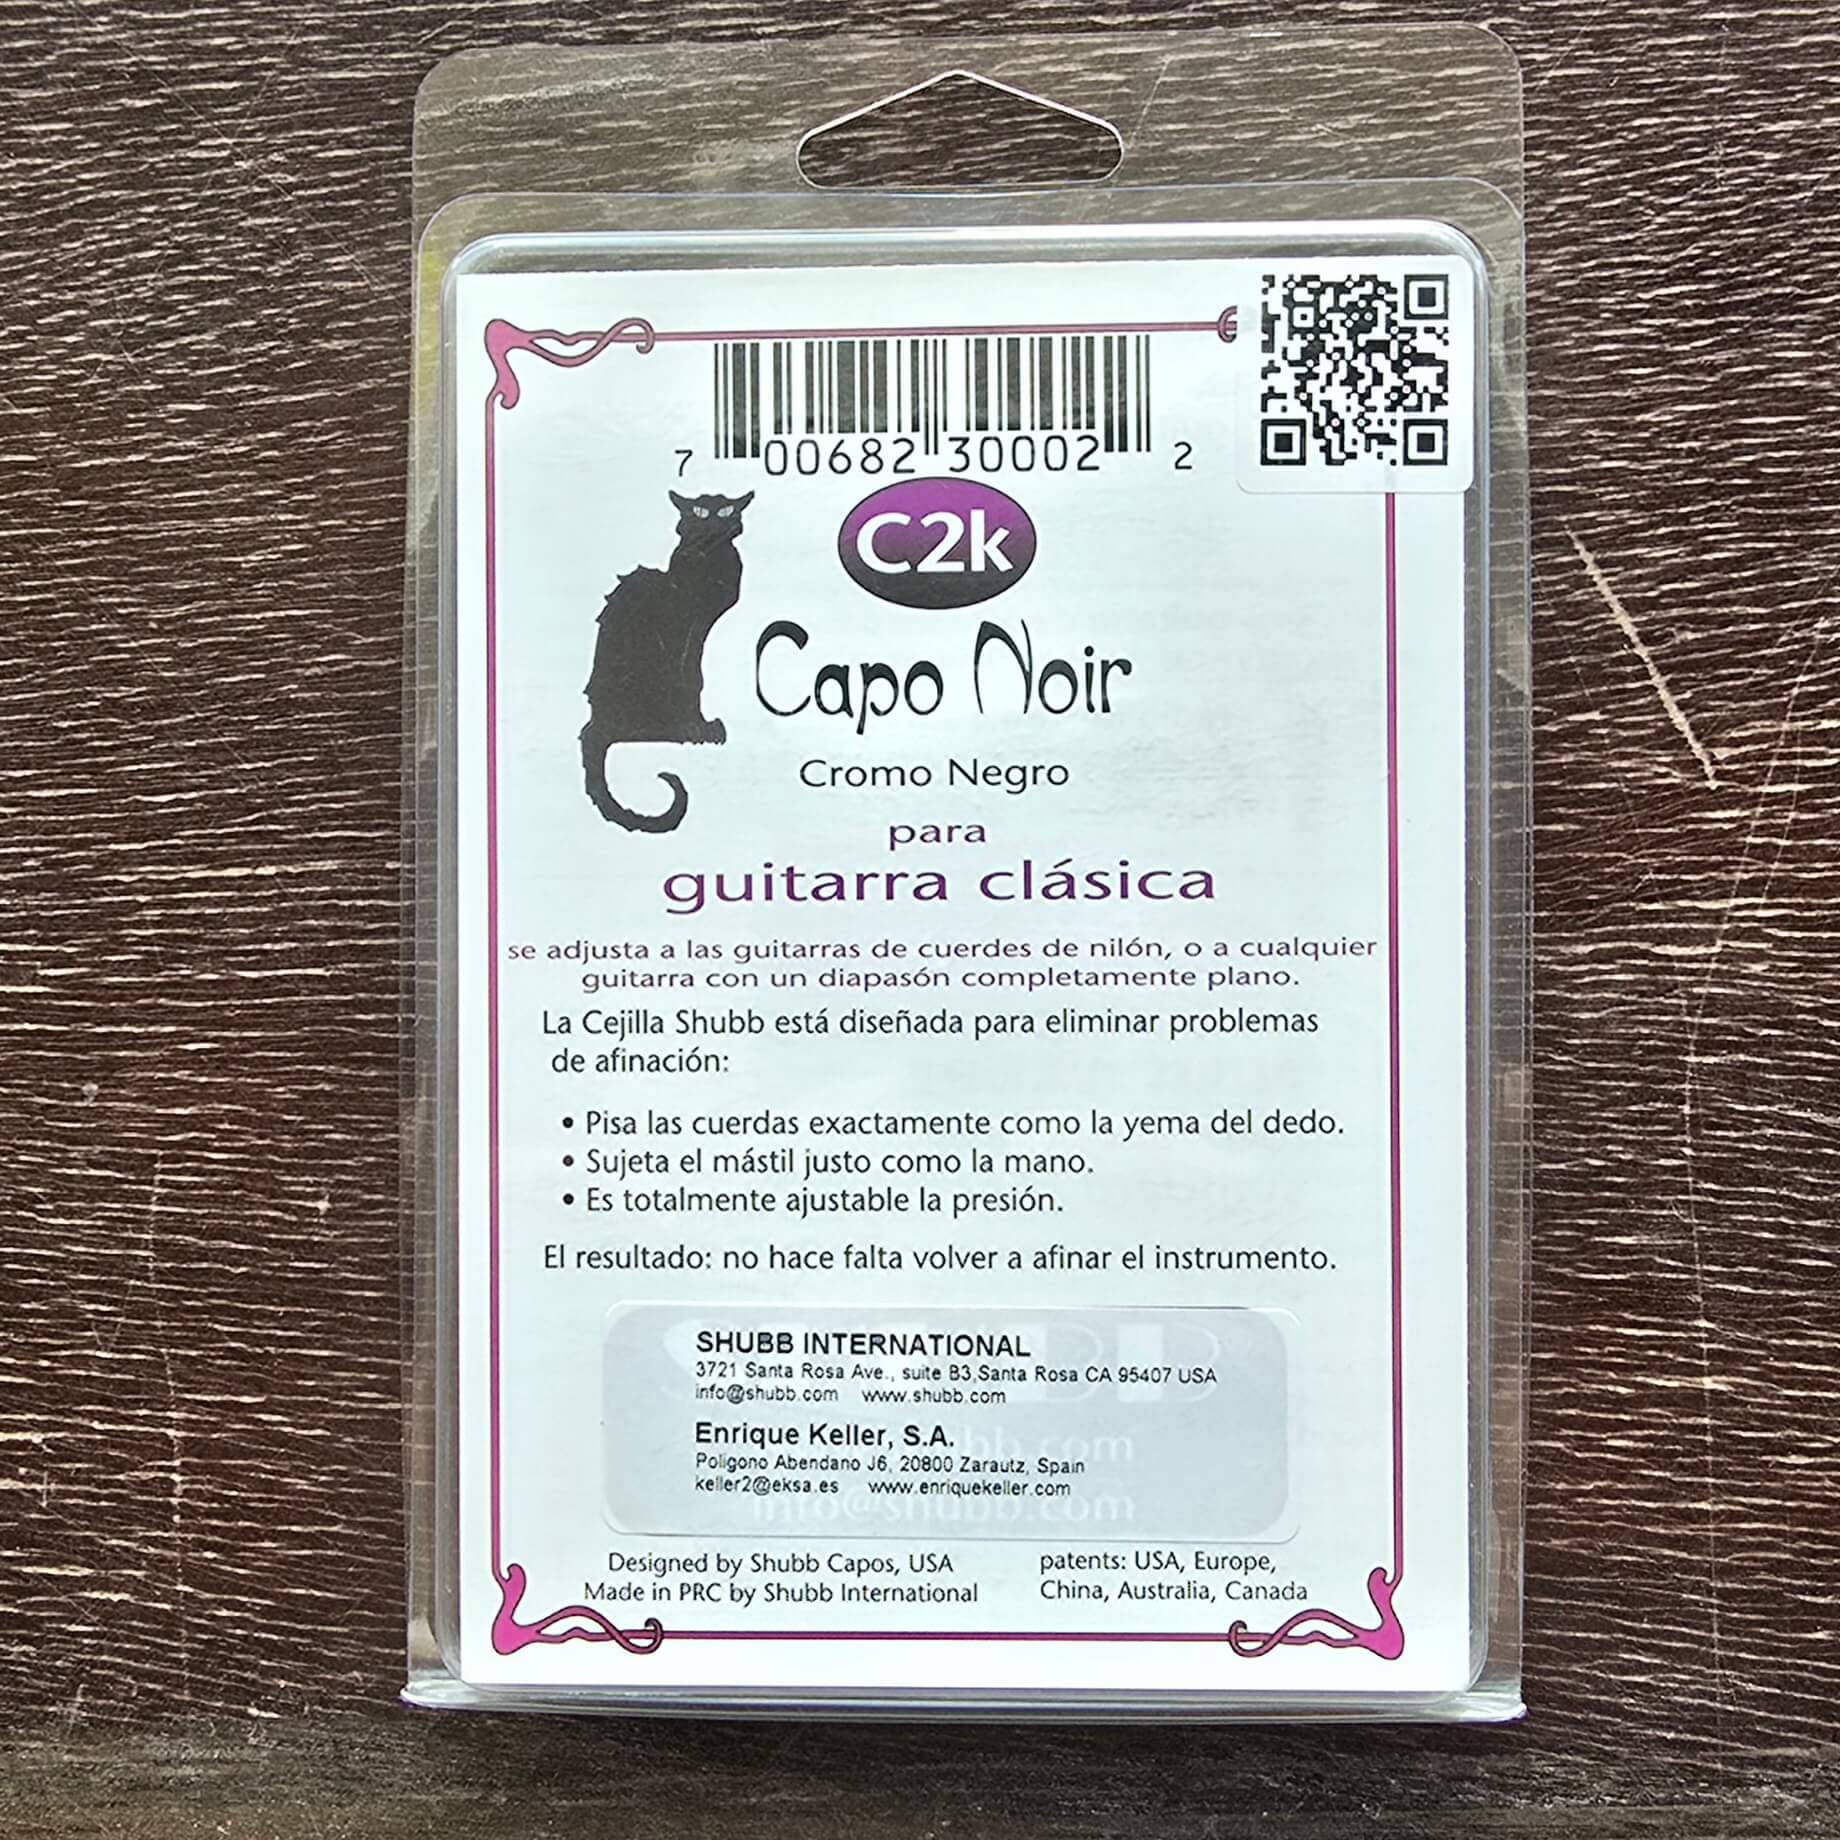 7 00682 30002 2
C2k
Capo Noir
Cromo Negro
para
guitarra clásica
se adjusta a las guitarras de cuerdes de nilón, o a cualquier
guitarra con un diapasón completamente plano.
La Cejilla Shubb está diseñada para eliminar problemas
de afinación:
• Pisa las cuerdas exactamente como la yema del dedo.
• Sujeta el mástil justo como la mano.
• Es totalmente ajustable la presión.
El resultado: no hace falta volver a afinar el instrumento.
SHUBB INTERNATIONAL
3721 Santa Rosa Ave., suite B3,Santa Rosa CA 95407 USA
info@shubb.com www.shubb.com
Enrique Keller, S.A.
Poligono Abendano J6, 20800 Zarautz, Spain
keller2@eksa.es www.enriquekeller.com
info@shubb.com
Designed by Shubb Capos, USA
Made in PRC by Shubb International
patents: USA, Europe,
China, Australia, Canada